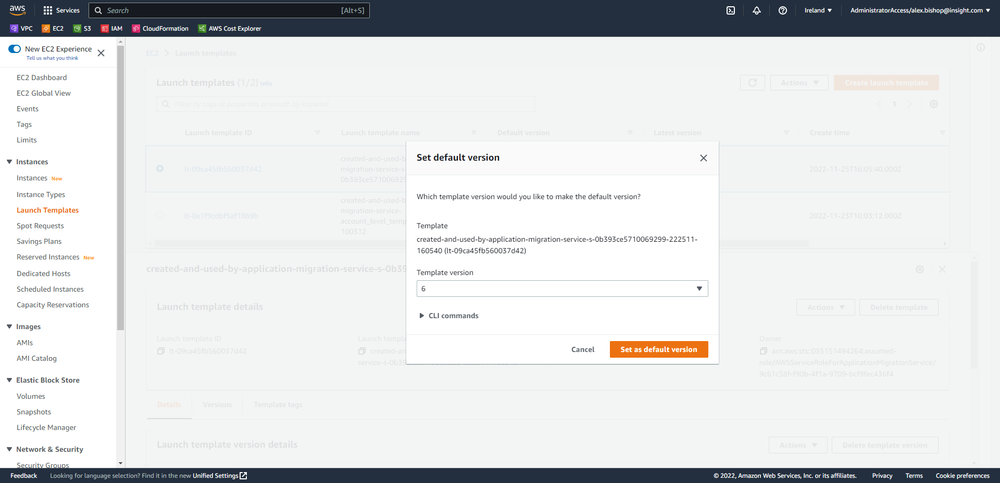 aws
Services
Search
[Alt+S]
Ireland ▼
AdministratorAccess/alex.bishop@insight.com ▼
VPC
EC2
S3
IAM
CloudFormation
AWS Cost Explorer
New EC2 Experience
Tell us what you think
EC2 Dashboard
EC2 Global View
Events
Tags
Limits
Instances
Instances New
Instance Types
Launch Templates
Spot Requests
Savings Plans
Reserved Instances New
Dedicated Hosts
Scheduled Instances
Capacity Reservations
Images
AMIs
AMI Catalog
Elastic Block Store
Volumes
Snapshots
Lifecycle Manager
Network & Security
Security Groups
EC2 > Launch templates
Launch templates (1/2) Info
Actions
Create launch template
Filter by tags or properties or search by keyword
1
Launch template ID
Launch template name
Default version
Latest version
Create time
lt-09ca45fb560037d42
created-and-used-b
migration-service-s-
0b393ce571006929
2022-11-25T16:05:40.000Z
lt-0e1f9cdbf5af18b9b
created-and-used-b
migration-service-
account_level_temp
100312
2022-11-23T10:03:12.000Z
Set default version
Which template version would you like to make the default version?
Template
created-and-used-by-application-migration-service-s-0b393ce5710069299-222511-
160540 (lt-09ca45fb560037d42)
Template version
6
CLI commands
Cancel
Set as default version
created-and-used-by-application-migration-service-s-0b39
Launch template details
Actions
Delete template
Launch template ID
lt-09ca45fb560037d42
Launch templa
created-an
service-s-0b39
Owner
arn:aws:sts::035151494264:assumed-
role/AWSServiceRoleForApplicationMigrationService/
9c61c38f-f90b-4f1a-9709-bcf9fec436f4
Details
Versions
Template tags
Launch template version details
Actions
Delete template version
Feedback
Looking for language selection? Find it in the new Unified Settings
© 2022, Amazon Web Services, Inc. or its affiliates.
Privacy
Terms
Cookie preferences